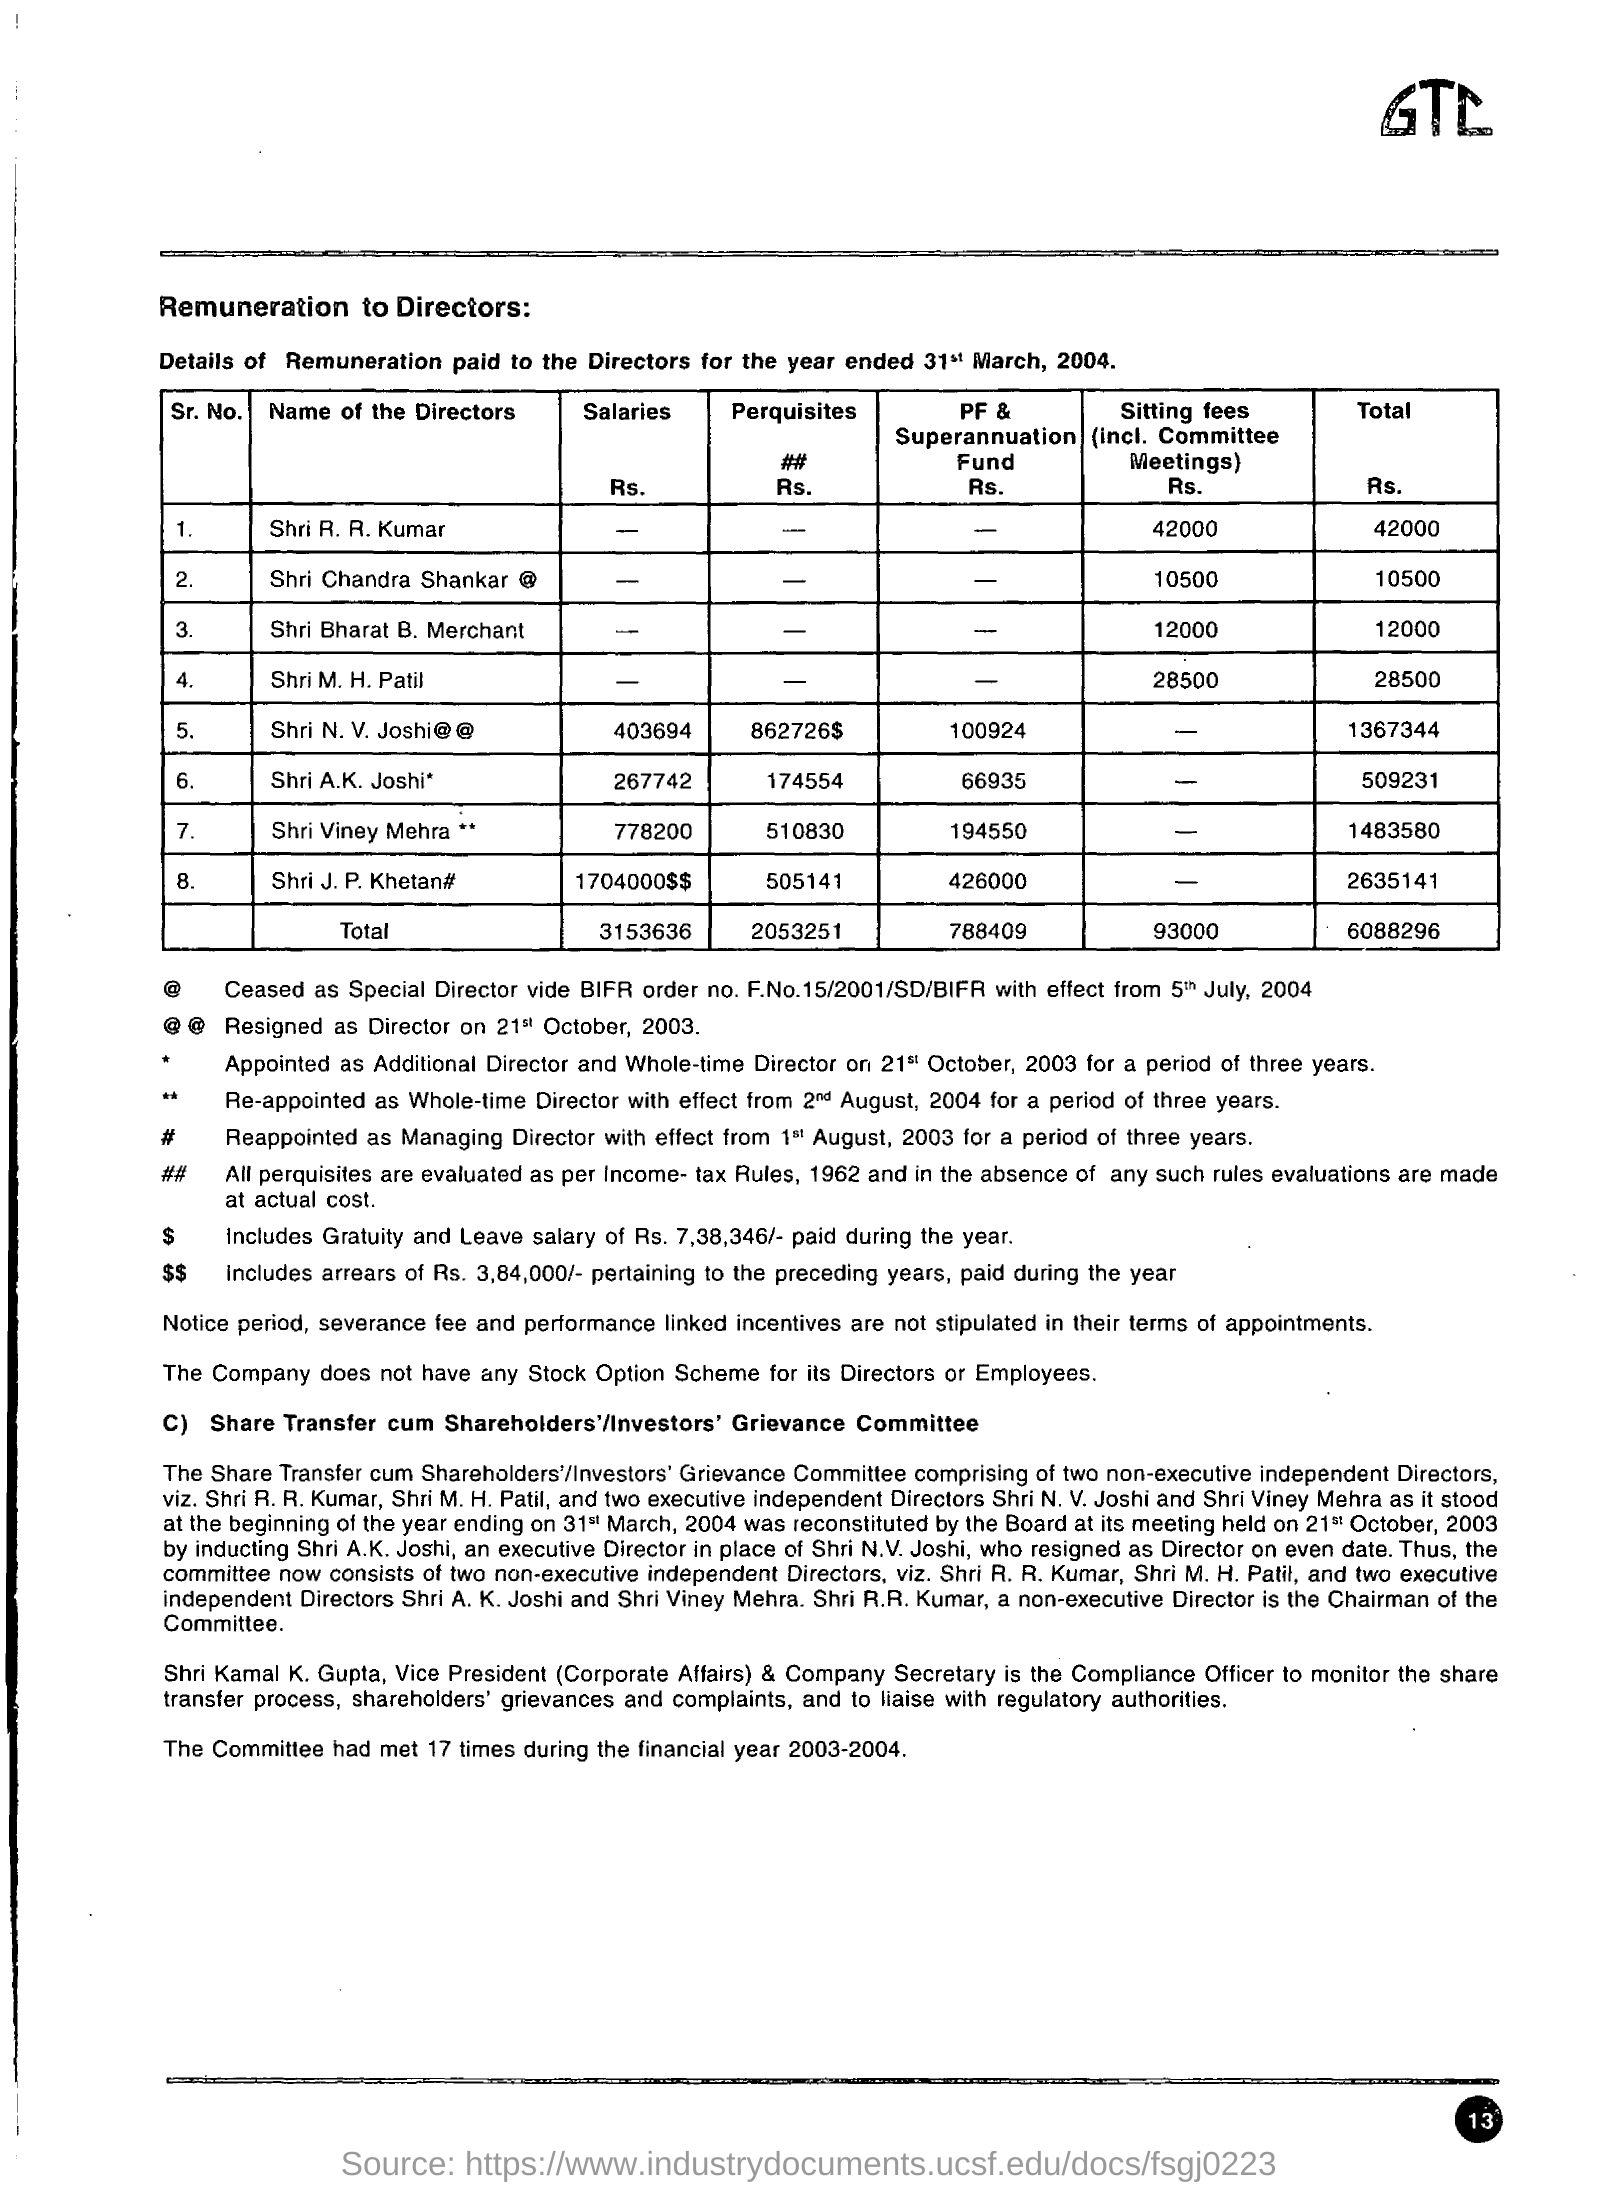 GTC
Remuneration to Directors:
Details of Remuneration paid to the Directors for the year ended 31st March, 2004.
Sr. No. Name of the Directors Salaries Perquisites PF & Sitting fees Total
Superannuation (incl. Committee
## Fund Meetings)
Rs. Rs. Rs. Rs. Rs.
1. Shri R. R. Kumar — — — 42000 42000
2. Shri Chandra Shankar @ — — — 10500 10500
3. Shri Bharat B. Merchant — — — 12000 12000
4. Shri M. H. Patil — — — 28500 28500
5. Shri N. V. Joshi@@ 403694 862726$ 100924 — 1367344
6. Shri A.K. Joshi* 267742 174554 66935 — 509231
7. Shri Viney Mehra ** 778200 510830 194550 — 1483580
8. Shri J. P. Khetan# 1704000$$ 505141 426000 — 2635141
Total 3153636 2053251 788409 93000 6088296
@ Ceased as Special Director vide BIFR order no. F.No.15/2001/SD/BIFR with effect from 5th July, 2004
@@ Resigned as Director on 21st October, 2003.
* Appointed as Additional Director and Whole-time Director on 21st October, 2003 for a period of three years.
** Re-appointed as Whole-time Director with effect from 2nd August, 2004 for a period of three years.
# Reappointed as Managing Director with effect from 1st August, 2003 for a period of three years.
## All perquisites are evaluated as per Income- tax Rules, 1962 and in the absence of any such rules evaluations are made
at actual cost.
$ Includes Gratuity and Leave salary of Rs. 7,38,346/- paid during the year.
$$ Includes arrears of Rs. 3,84,000/- pertaining to the preceding years, paid during the year
Notice period, severance fee and performance linked incentives are not stipulated in their terms of appointments.
The Company does not have any Stock Option Scheme for its Directors or Employees.
C) Share Transfer cum Shareholders'/Investors' Grievance Committee
The Share Transfer cum Shareholders'/Investors' Grievance Committee comprising of two non-executive independent Directors,
viz. Shri R. R. Kumar, Shri M. H. Patil, and two executive independent Directors Shri N. V. Joshi and Shri Viney Mehra as it stood
at the beginning of the year ending on 31st March, 2004 was reconstituted by the Board at its meeting held on 21st October, 2003
by inducting Shri A.K. Joshi, an executive Director in place of Shri N.V. Joshi, who resigned as Director on even date. Thus, the
committee now consists of two non-executive independent Directors, viz. Shri R. R. Kumar, Shri M. H. Patil, and two executive
independent Directors Shri A. K. Joshi and Shri Viney Mehra. Shri R.R. Kumar, a non-executive Director is the Chairman of the
Committee.
Shri Kamal K. Gupta, Vice President (Corporate Affairs) & Company Secretary is the Compliance Officer to monitor the share
transfer process, shareholders' grievances and complaints, and to liaise with regulatory authorities.
The Committee had met 17 times during the financial year 2003-2004.
13
Source: https://www.industrydocuments.ucsf.edu/docs/fsgj0223